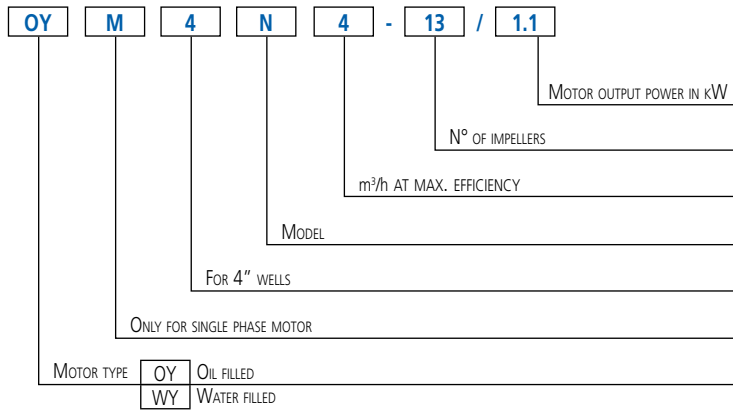 OY M 4 N 4 - 13 / 1.1
Motor output power in kW
N° of impellers
m³/h at max. efficiency
Model
For 4” wells
Only for single phase motor
Motor type OY Oil filled
WY Water filled